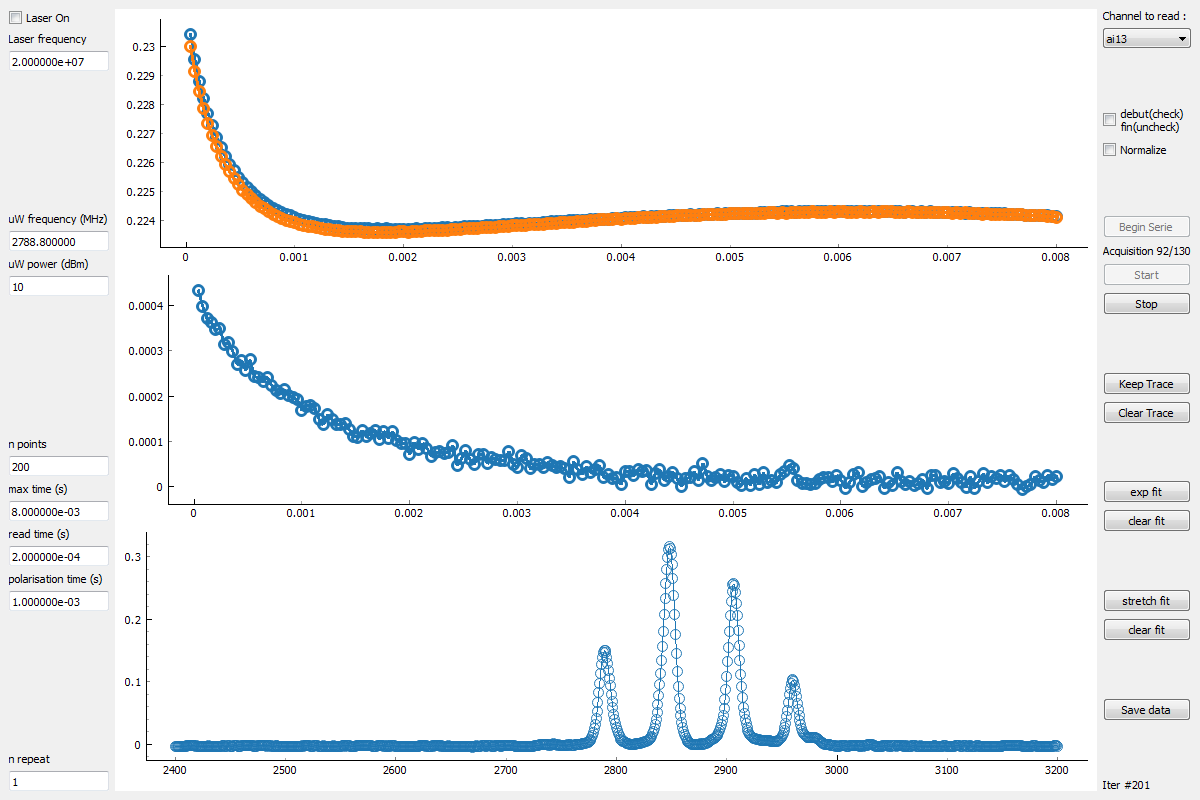 Laser On
Laser frequency
2.000000e+07
uW frequency (MHz)
2788.800000
uW power (dBm)
10
n points
200
max time (s)
8.000000e-03
read time (s)
2.000000e-04
polarisation time (s)
1.000000e-03
n repeat
1
0.23
0.229
0.228
0.227
0.226
0.225
0.224
0 0.001 0.002 0.003 0.004 0.005 0.006 0.007 0.008
0.0004
0.0003
0.0002
0.0001
0
0 0.001 0.002 0.003 0.004 0.005 0.006 0.007 0.008
0.3
0.2
0.1
0
2400 2500 2600 2700 2800 2900 3000 3100 3200
Channel to read :
ai13
debut(check)
fin(uncheck)
Normalize
Begin Serie
Acquisition 92/130
Start
Stop
Keep Trace
Clear Trace
exp fit
clear fit
stretch fit
clear fit
Save data
Iter #201